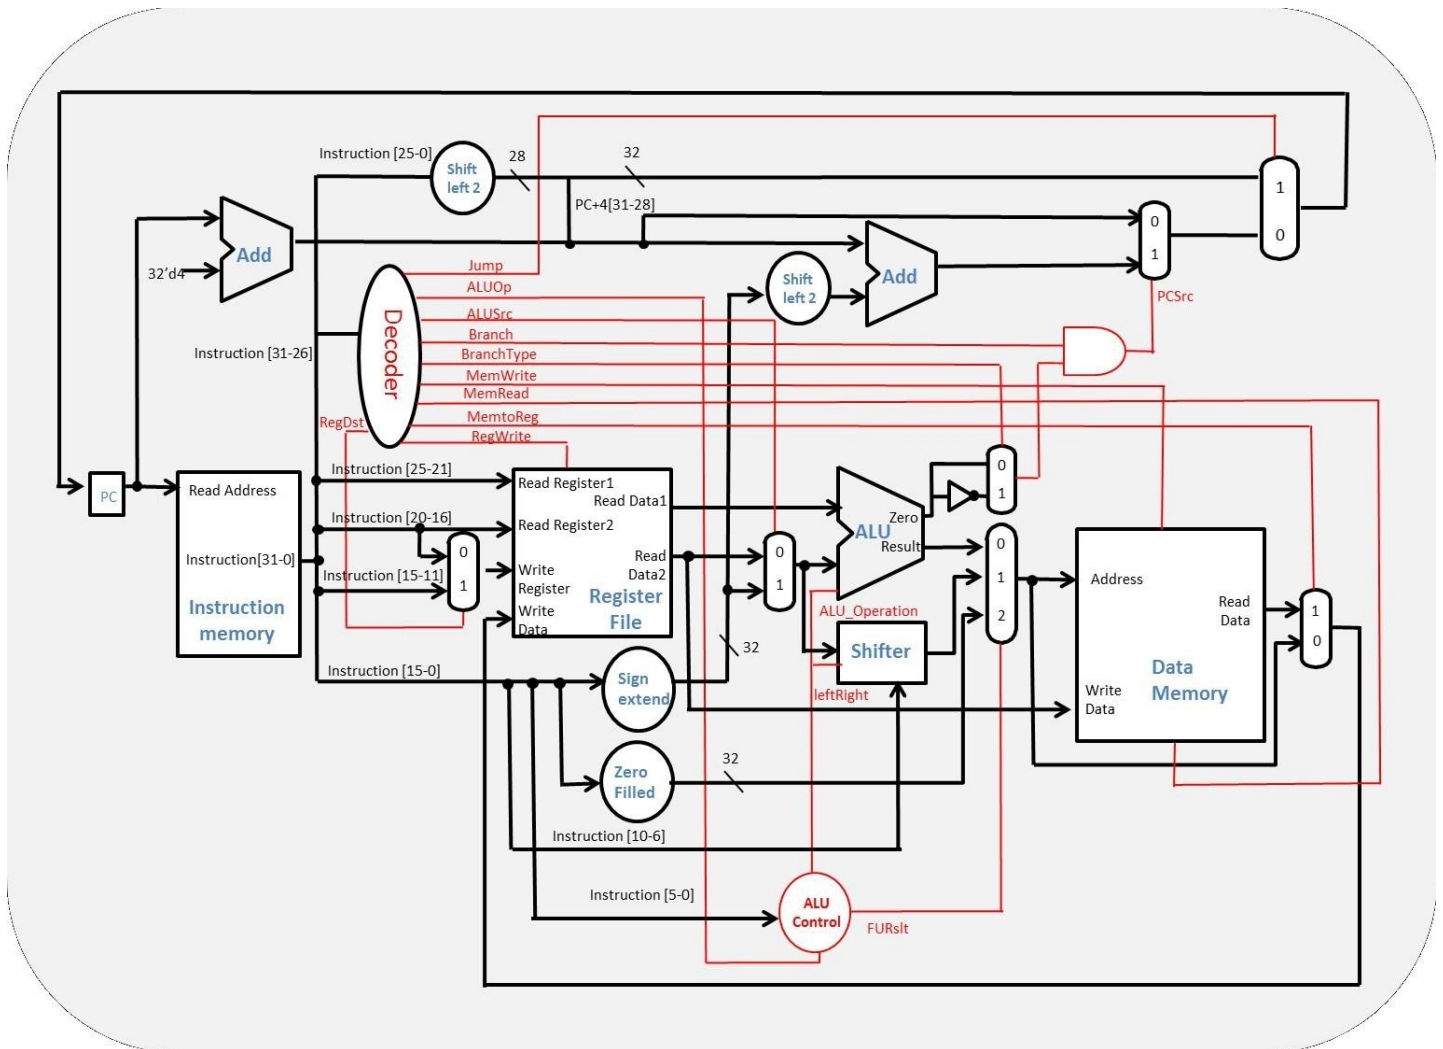 Instruction [25-0]
Shift
left 2
28
32
1
0
PC+4[31-28]
0
1
Add
32'd4
Add
Shift
left 2
PCSrc
Jump
ALUOp
ALUSrc
Branch
BranchType
MemWrite
MemRead
MemtoReg
RegWrite
RegDst
Decoder
Instruction [31-26]
PC
Read Address
Instruction[31-0]
Instruction
memory
Instruction [25-21]
Instruction [20-16]
Instruction [15-11]
0
1
Read Register1
Read Data1
Read Register2
Read
Data2
Write
Register
Register
File
Write
Data
0
1
ALU
Zero
Result
0
1
0
1
2
ALU_Operation
Shifter
leftRight
Address
Read
Data
Data
Memory
Write
Data
1
0
Instruction [15-0]
Sign
extend
32
Zero
Filled
32
Instruction [10-6]
Instruction [5-0]
ALU
Control
FURslt